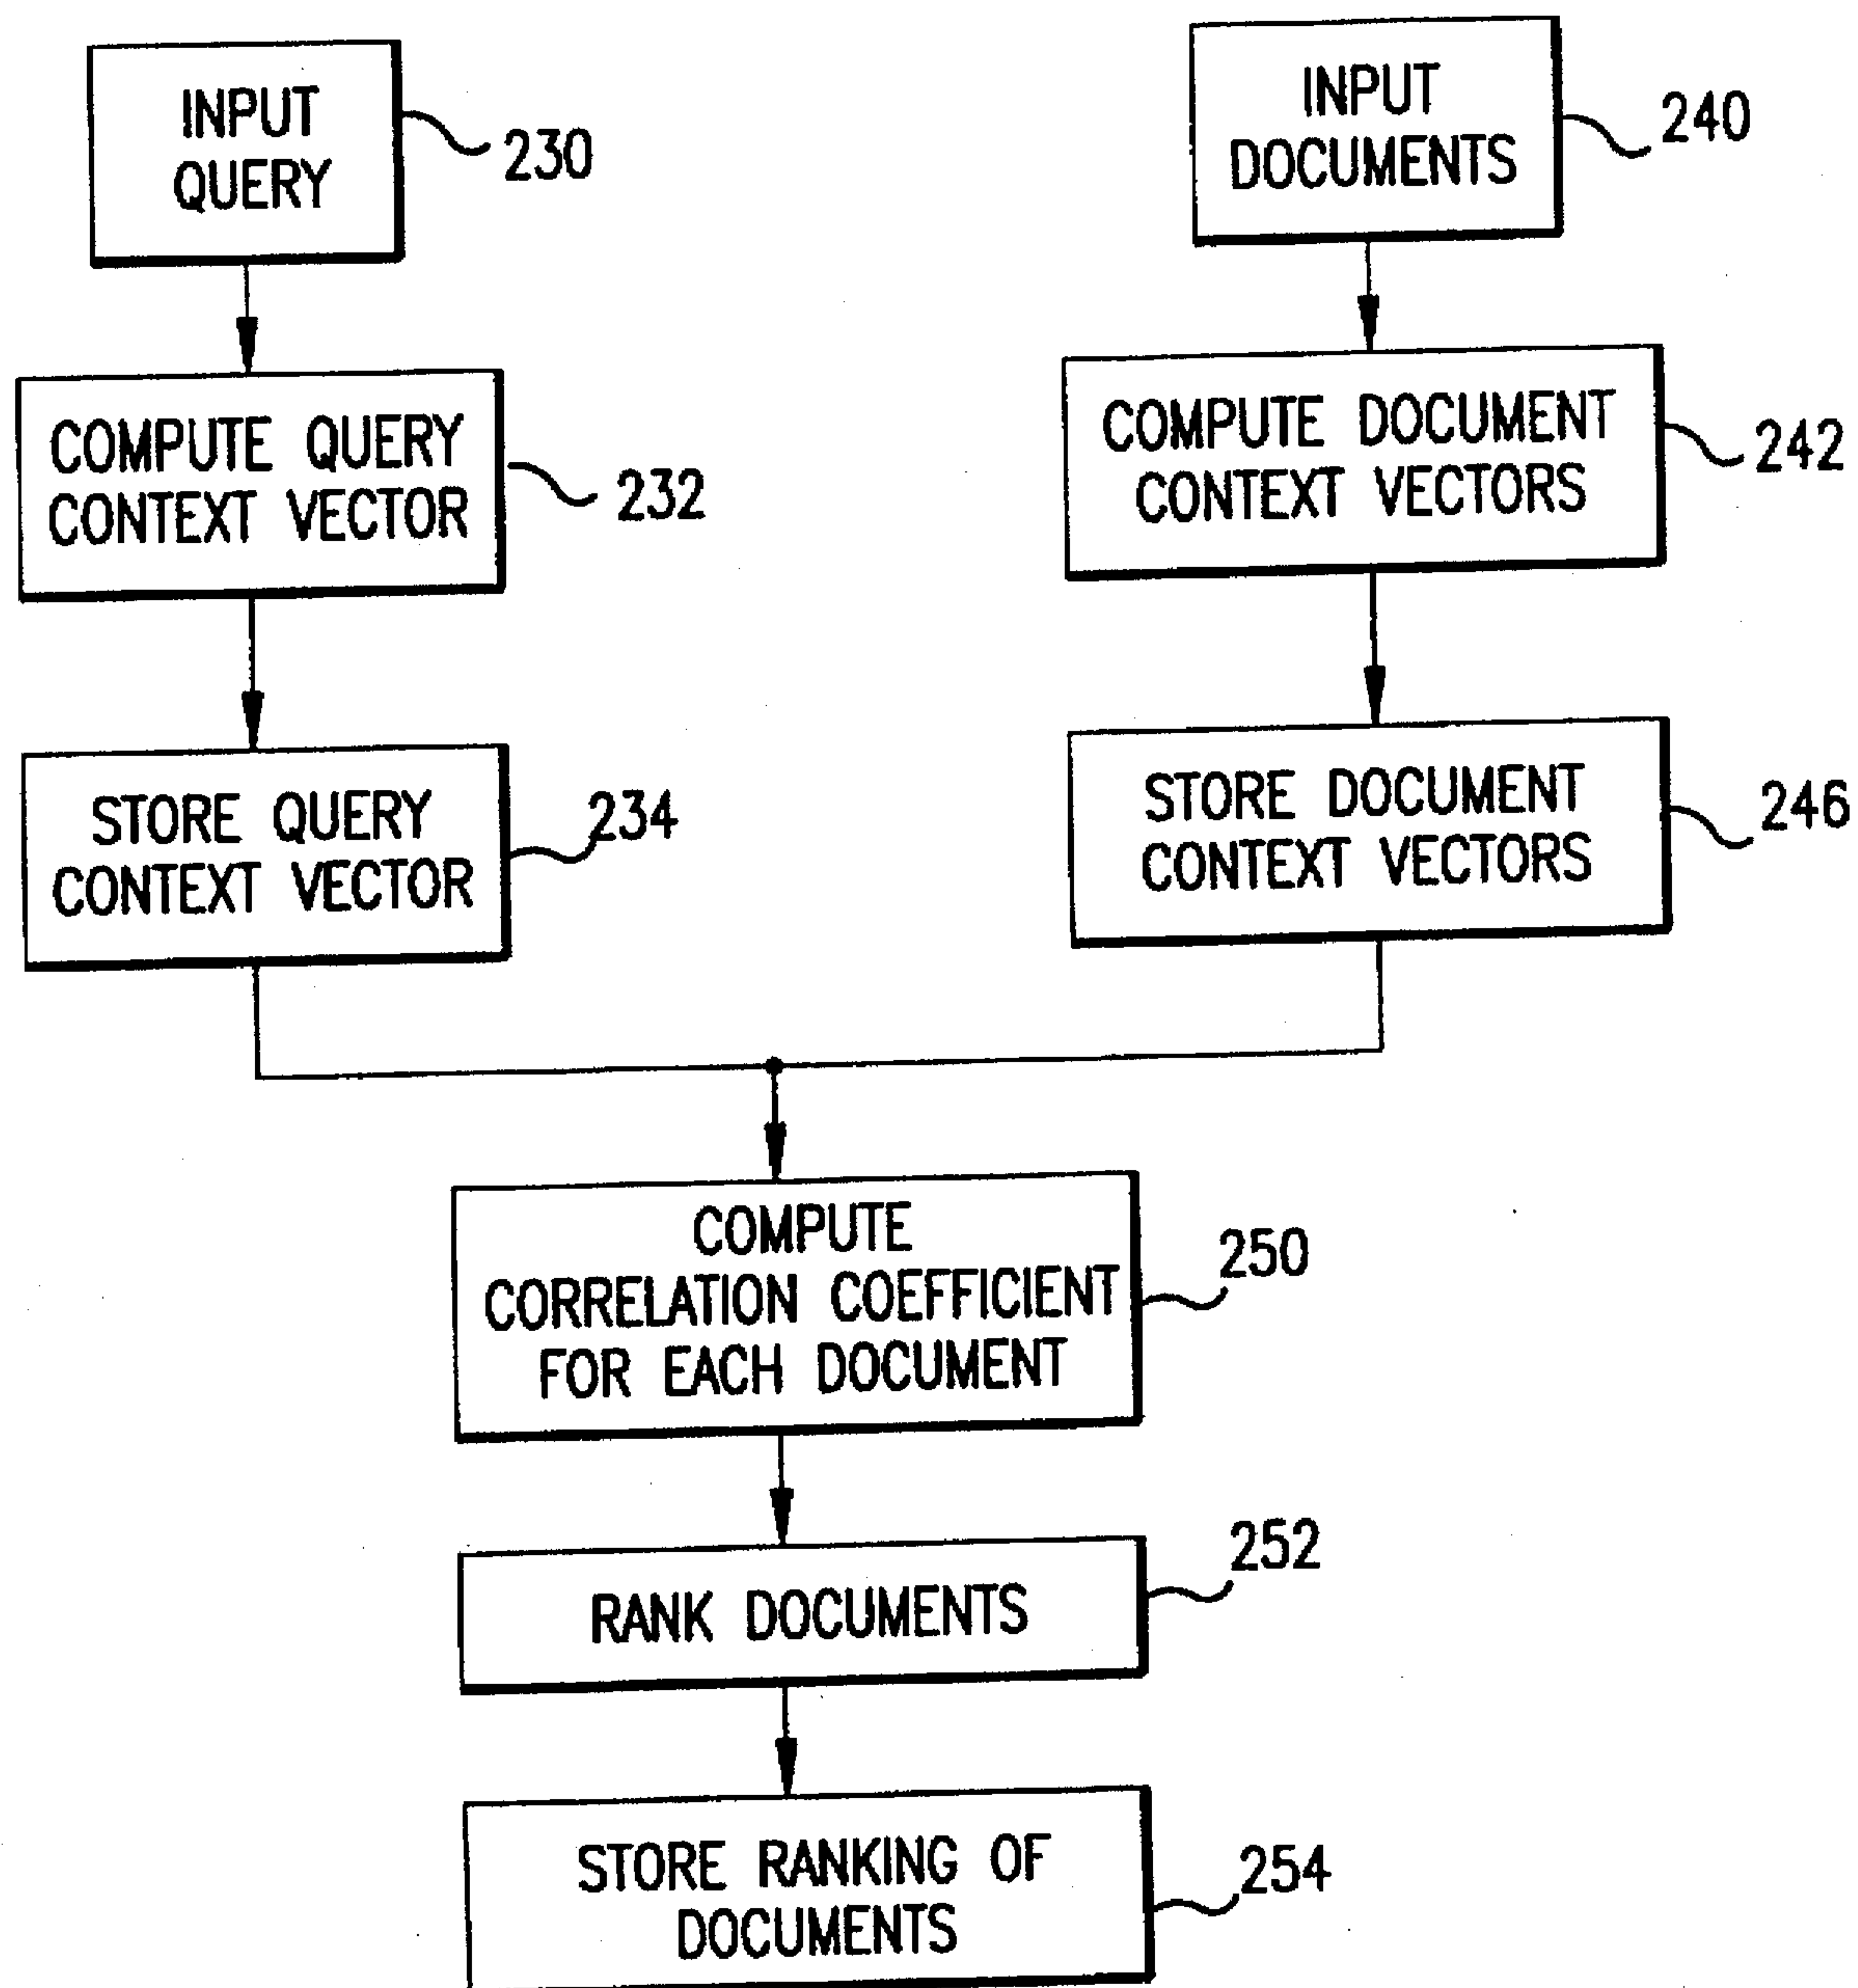 INPUT
QUERY
230
INPUT
DOCUMENTS
240
COMPUTE QUERY
CONTEXT VECTOR
232
COMPUTE DOCUMENT
CONTEXT VECTORS
242
STORE QUERY
CONTEXT VECTOR
234
STORE DOCUMENT
CONTEXT VECTORS
246
COMPUTE
CORRELATION COEFFICIENT
FOR EACH DOCUMENT
250
RANK DOCUMENTS
252
STORE RANKING OF
DOCUMENTS
254